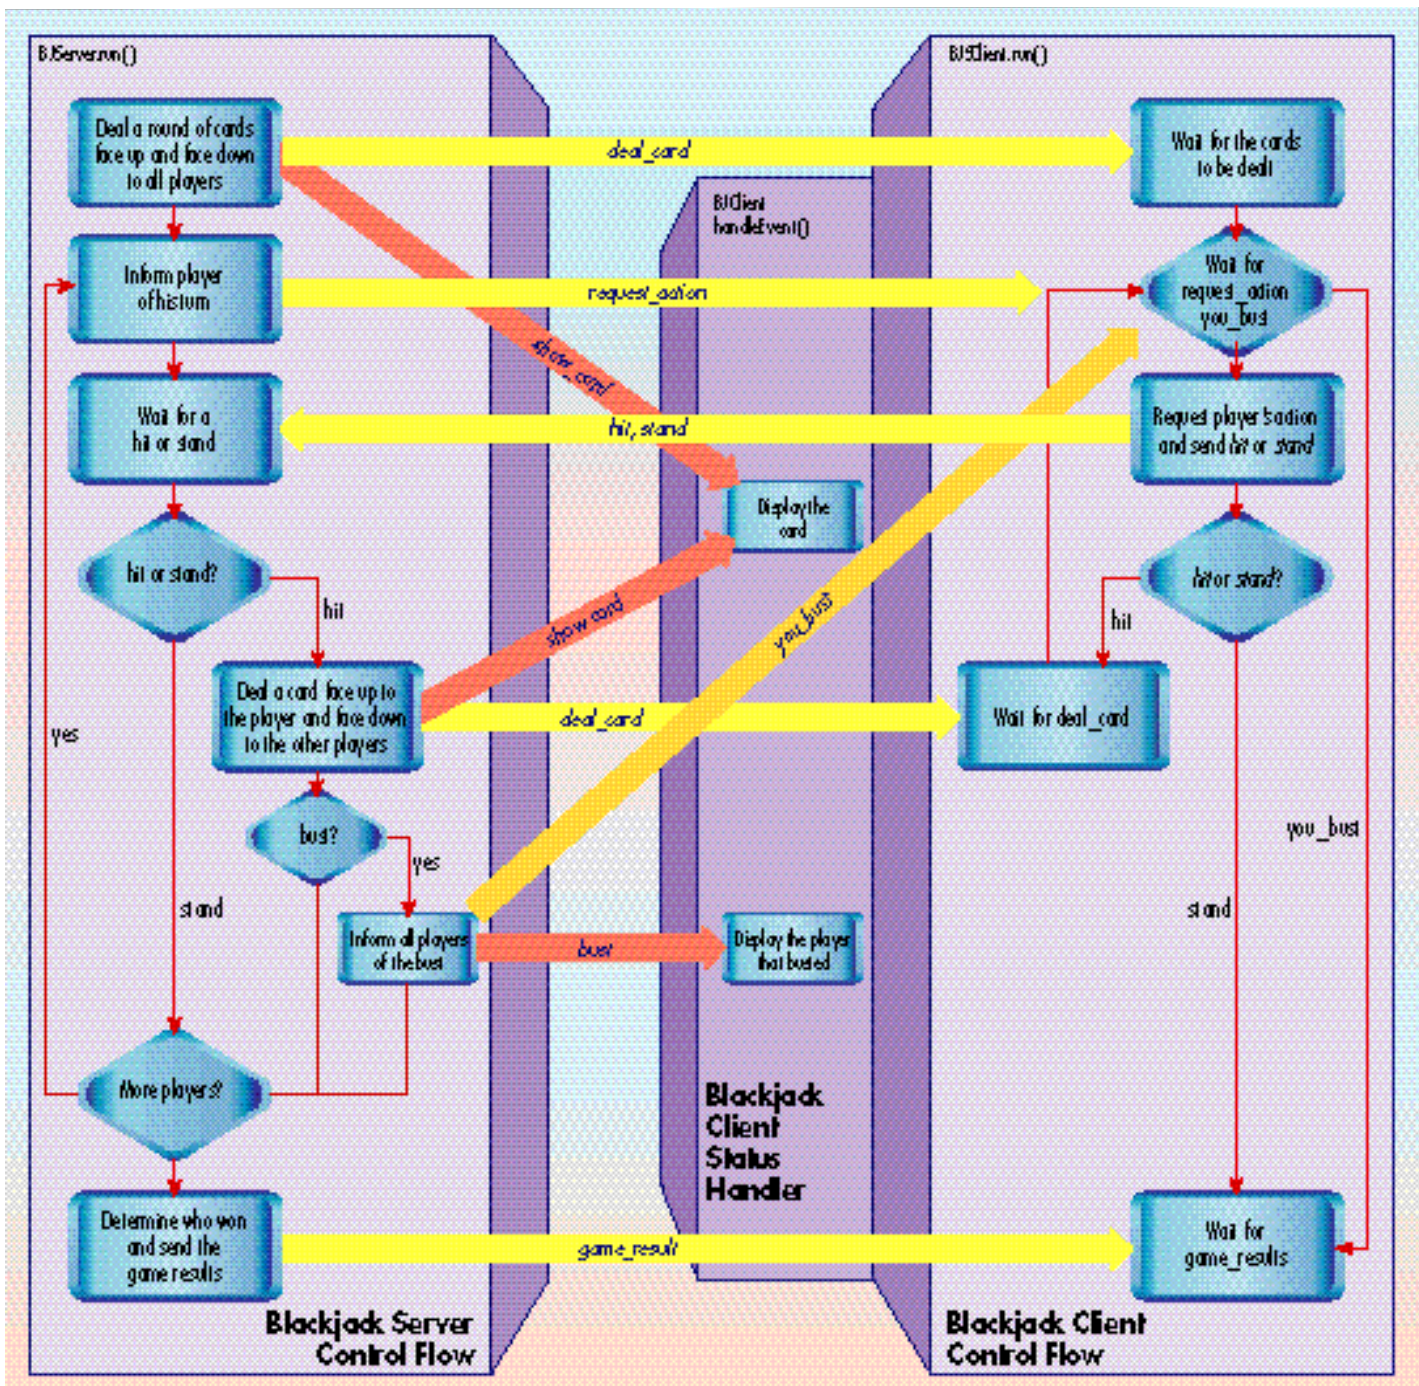 BJServer.run()
Deal a round of cards
face up and face down
to all players
Inform player
of his turn
Wait for a
hit or stand
hit or stand?
hit
Deal a card face up to
the player and face down
to the other players
yes
bust?
yes
stand
Inform all players
of the bust
More players?
Determine who won
and send the
game results
Blackjack Server
Control Flow
deal_card
request_action
show_card
hit, stand
show card
you_bust
deal_card
bust
game_result
BJClient
handleEvent()
Display the
card
Display the player
that busted
Blackjack
Client
Status
Handler
BJClient.run()
Wait for the cards
to be dealt
Wait for
request_action
you_bust
Request player's action
and send hit or stand
hit or stand?
hit
Wait for deal_card
you_bust
stand
Wait for
game_results
Blackjack Client
Control Flow